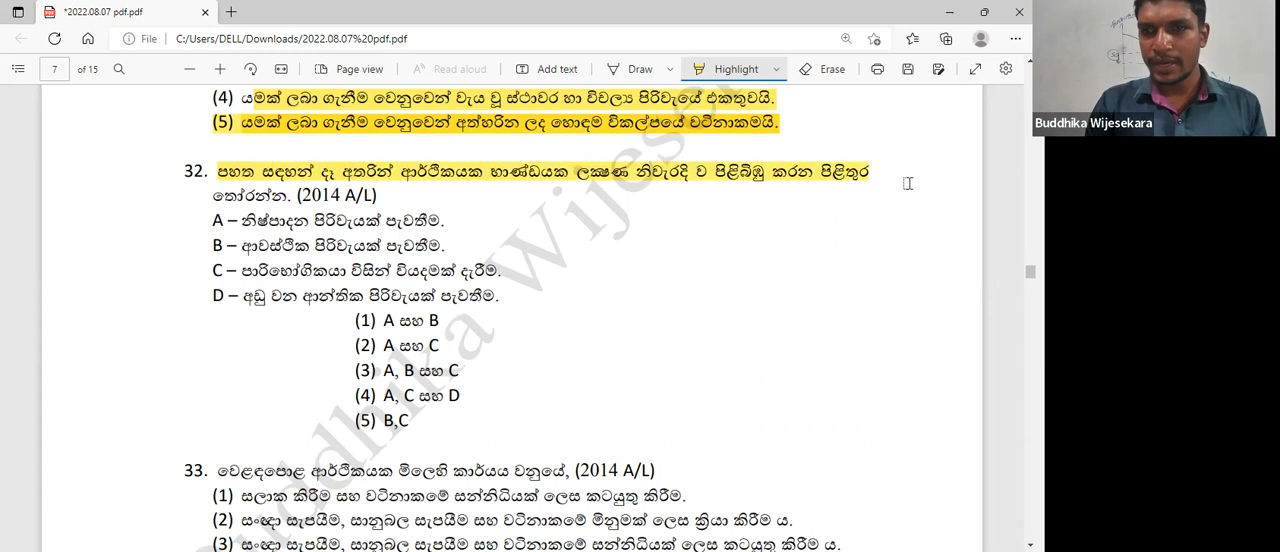 *2022.08.07 pdf.pdf
File C:/Users/DELL/Downloads/2022.08.07%20pdf.pdf
7 of 15 Page view Read aloud Add text Draw Highlight Erase
Buddhika Wijesekara
(4) යමක් ලබා ගැනීම වෙනුවෙන් වැය වූ ස්ථාවර හා විචල්‍ය පිරිවැයේ එකතුවයි.
(5) යමක් ලබා ගැනීම වෙනුවෙන් අත්හරින ලද හොඳම විකල්පයේ වටිනාකමයි.
32. පහත සඳහන් දෑ අතරින් ආර්ථිකයක භාණ්ඩයක ලක්‍ෂණ නිවැරදි ව පිළිබිඹු කරන පිළිතුර
තෝරන්න. (2014 A/L)
A – නිෂ්පාදන පිරිවැයක් පැවතීම.
B – ආවස්ථික පිරිවැයක් පැවතීම.
C – පාරිභෝගිකයා විසින් වියදමක් දැරීම.
D – අඩු වන ආන්තික පිරිවැයක් පැවතීම.
(1) A සහ B
(2) A සහ C
(3) A, B සහ C
(4) A, C සහ D
(5) B,C
33. වෙළඳපොළ ආර්ථිකයක මිලෙහි කාර්යය වනුයේ, (2014 A/L)
(1) සලාක කිරීම සහ වටිනාකමේ සන්නිධියක් ලෙස කටයුතු කිරීම.
(2) සංඥා සැපයීම, සානුබල සැපයීම සහ වටිනාකමේ මිනුමක් ලෙස ක්‍රියා කිරීම ය.
(3) සංඥා සැපයීම, සානුබල සැපයීම සහ වටිනාකමේ සන්නිධියක් ලෙස කටයුතු කිරීම ය.